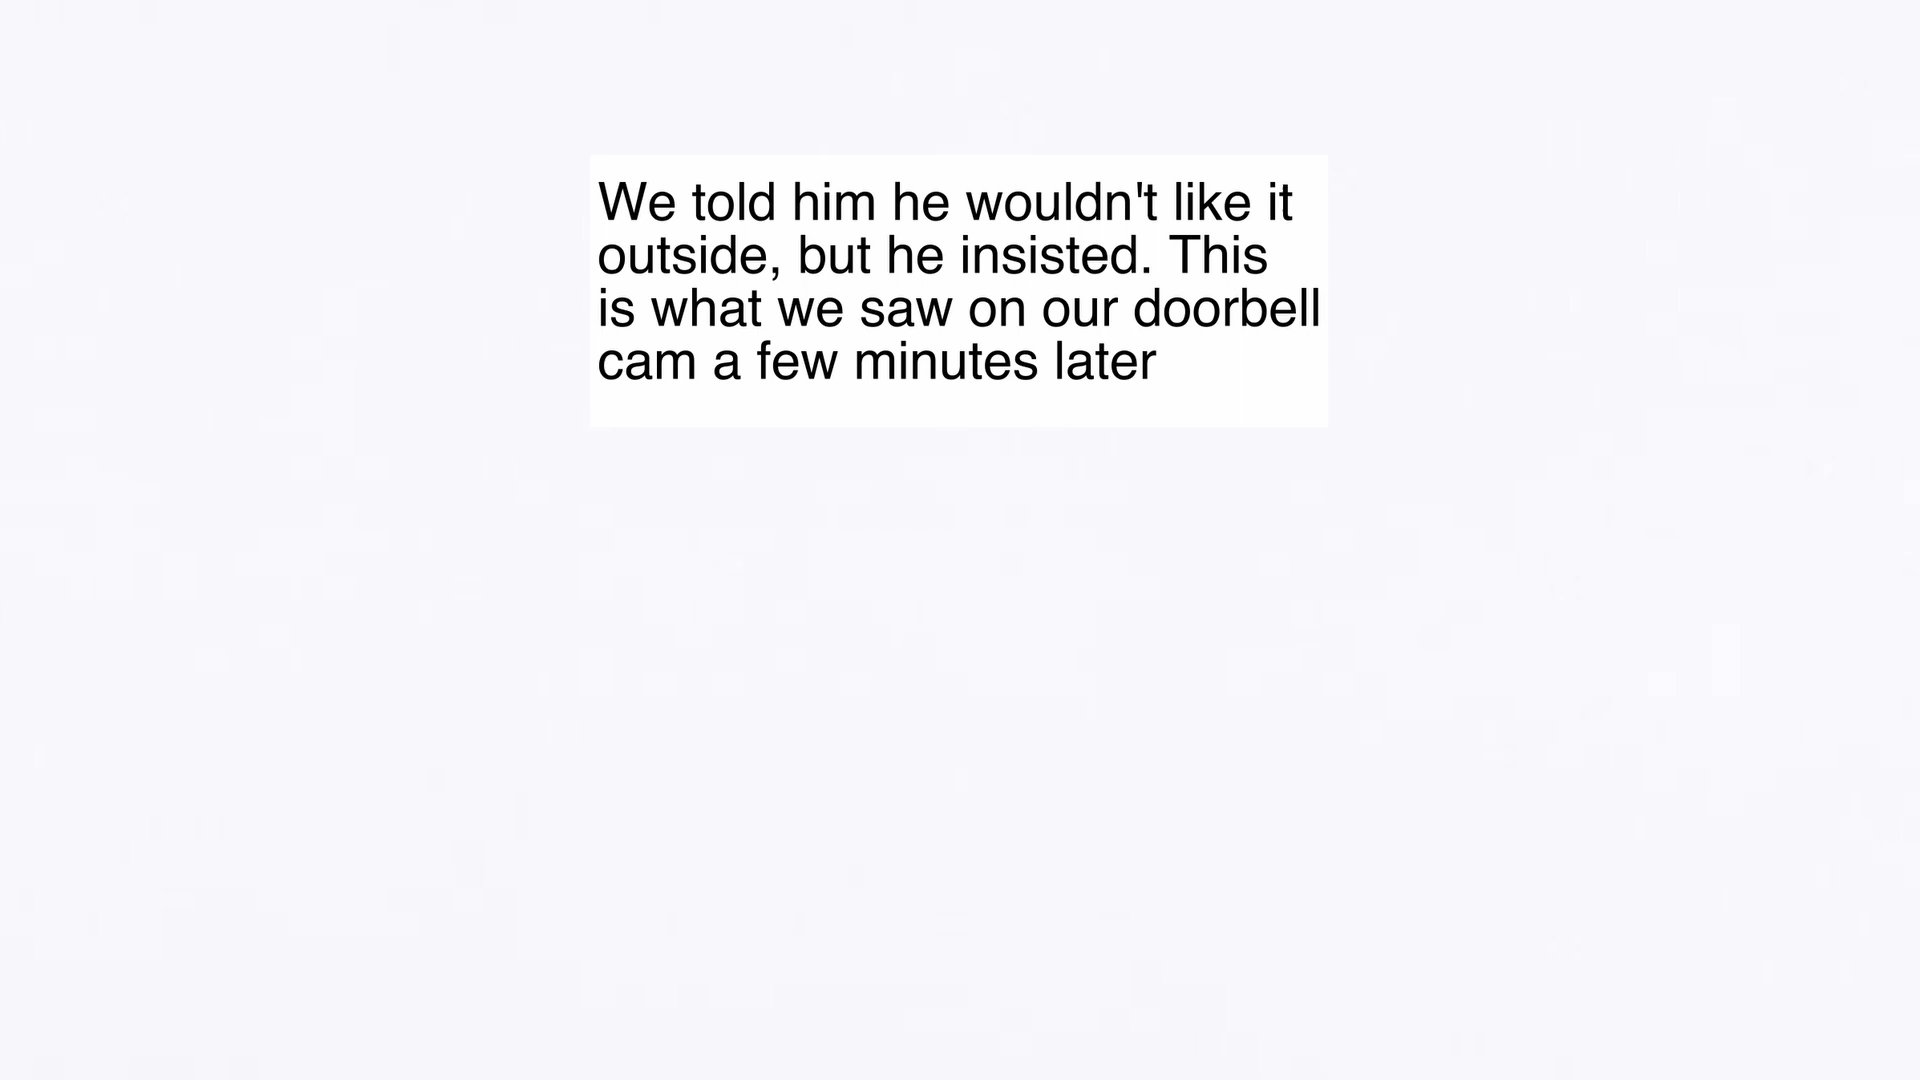 We told him he wouldn't like it
outside, but he insisted. This
is what we saw on our doorbell
cam a few minutes later